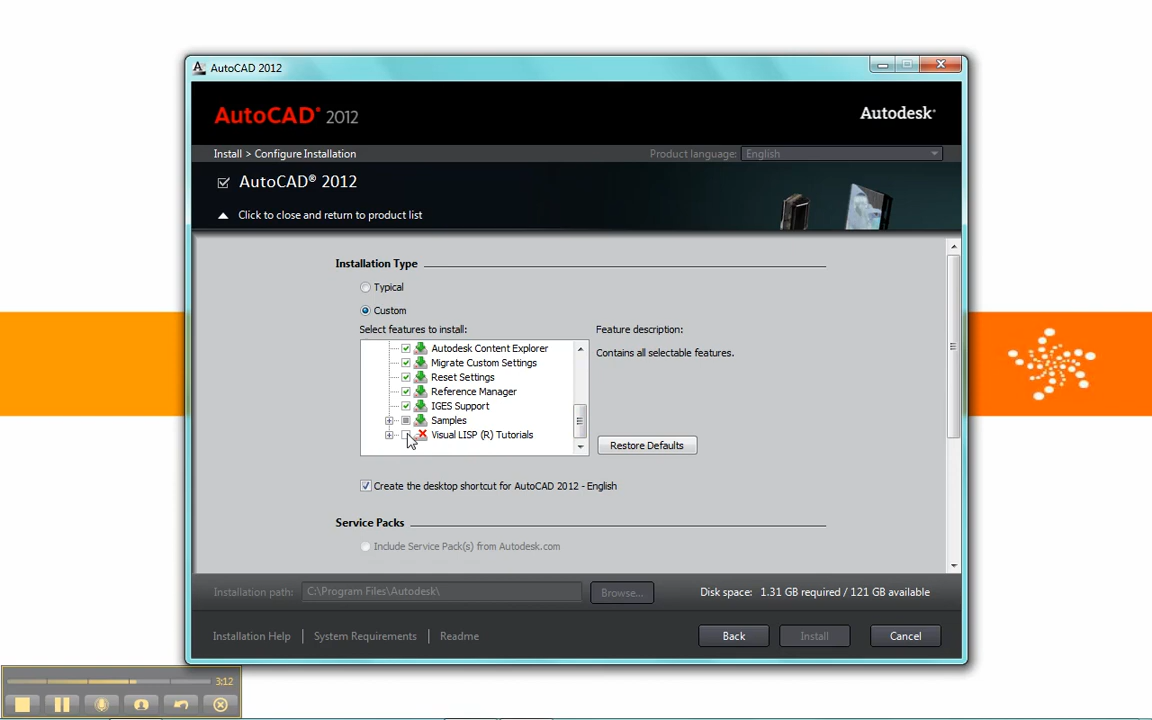 AutoCAD 2012
AutoCAD® 2012
Autodesk®
Install > Configure Installation
Product language: English
AutoCAD® 2012
Click to close and return to product list
Installation Type
Typical
Custom
Select features to install:
Feature description:
Autodesk Content Explorer
Contains all selectable features.
Migrate Custom Settings
Reset Settings
Reference Manager
IGES Support
Samples
Visual LISP (R) Tutorials
Restore Defaults
Create the desktop shortcut for AutoCAD 2012 - English
Service Packs
Include Service Pack(s) from Autodesk.com
Installation path: C:\Program Files\Autodesk\ Browse... Disk space: 1.31 GB required / 121 GB available
Installation Help | System Requirements | Readme Back Install Cancel
3:12